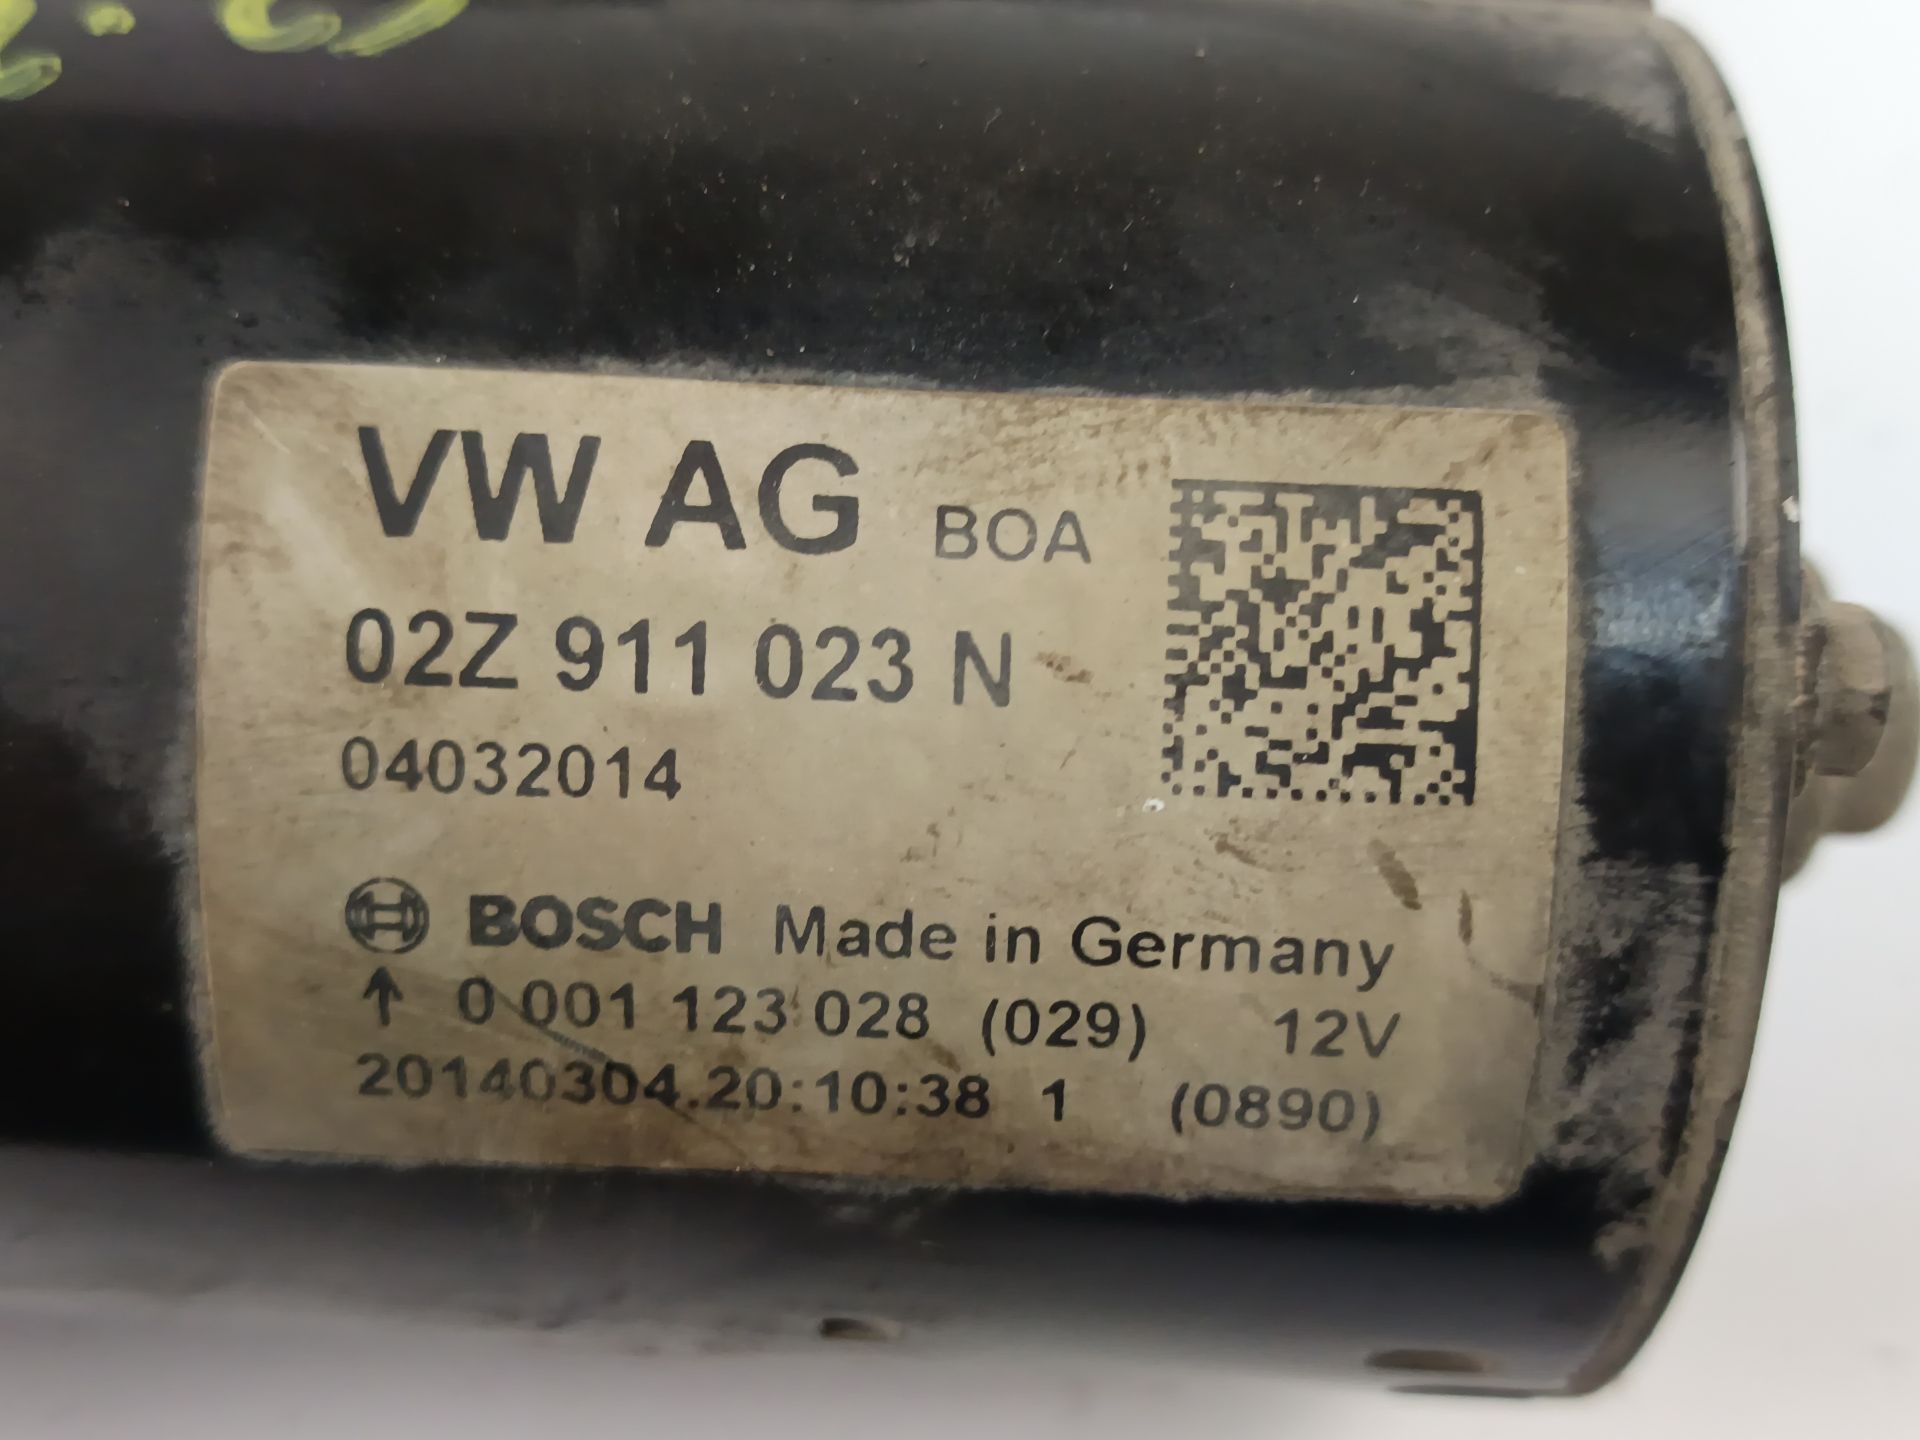 VW AG BOA
02Z 911 023 N
04032014
BOSCH Made in Germany
↑ 0 001 123 028 (029) 12V
20140304.20:10:38 1 (0890)